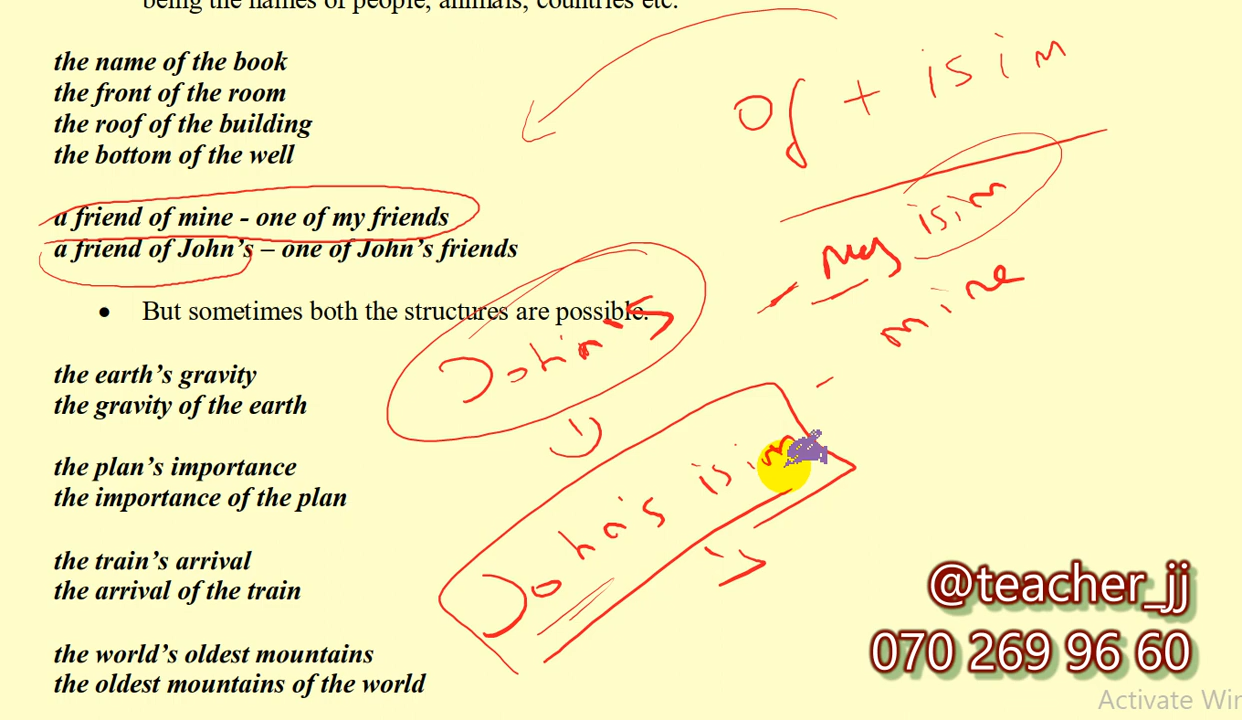 being the names of people, animals, countries etc.
the name of the book
the front of the room
the roof of the building
the bottom of the well
Of + isim
a friend of mine - one of my friends
a friend of John's – one of John's friends
my isim
mine
• But sometimes both the structures are possible.
John's
the earth's gravity
the gravity of the earth
John's isim
the plan's importance
the importance of the plan
the train's arrival
the arrival of the train
the world's oldest mountains
the oldest mountains of the world
@teacher_jj
070 269 96 60
Activate Wir